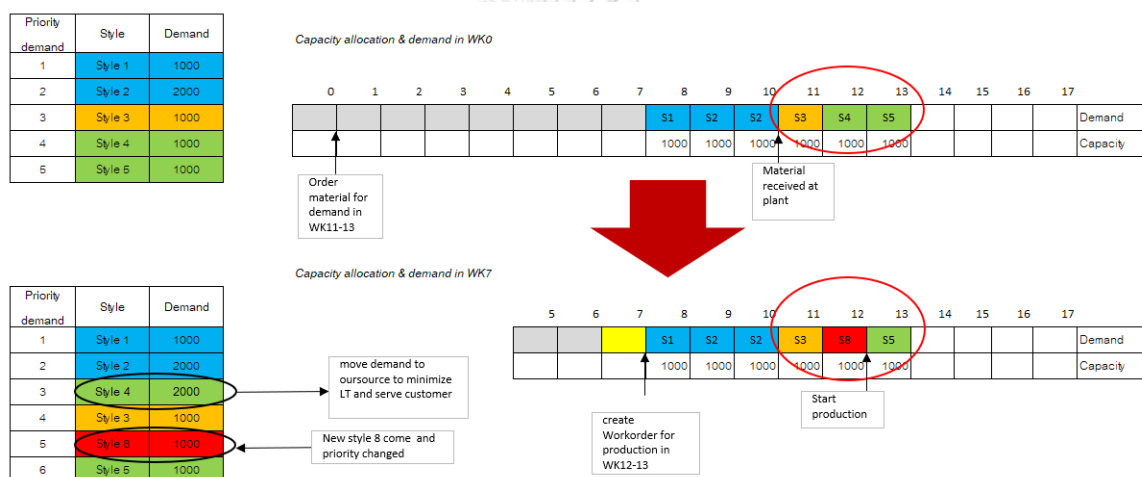 Priority demand Style Demand
1 Style 1 1000
2 Style 2 2000
3 Style 3 1000
4 Style 4 1000
5 Style 5 1000
Capacity allocation & demand in WK0
0 1 2 3 4 5 6 7 8 9 10 11 12 13 14 15 16 17
S1 S2 S2 S3 S4 S5 Demand
1000 1000 1000 1000 1000 1000 Capacity
Order
material for
demand in
WK11-13
Material
received at
plant
Capacity allocation & demand in WK7
Priority demand Style Demand
1 Style 1 1000
2 Style 2 2000
3 Style 4 2000
4 Style 3 1000
5 Style 8 1000
6 Style 5 1000
move demand to
oursource to minimize
LT and serve customer
New style 8 come and
priority changed
5 6 7 8 9 10 11 12 13 14 15 16 17
S1 S2 S2 S3 S8 S5 Demand
1000 1000 1000 1000 1000 1000 Capacity
create
Workorder for
production in
WK12-13
Start
production